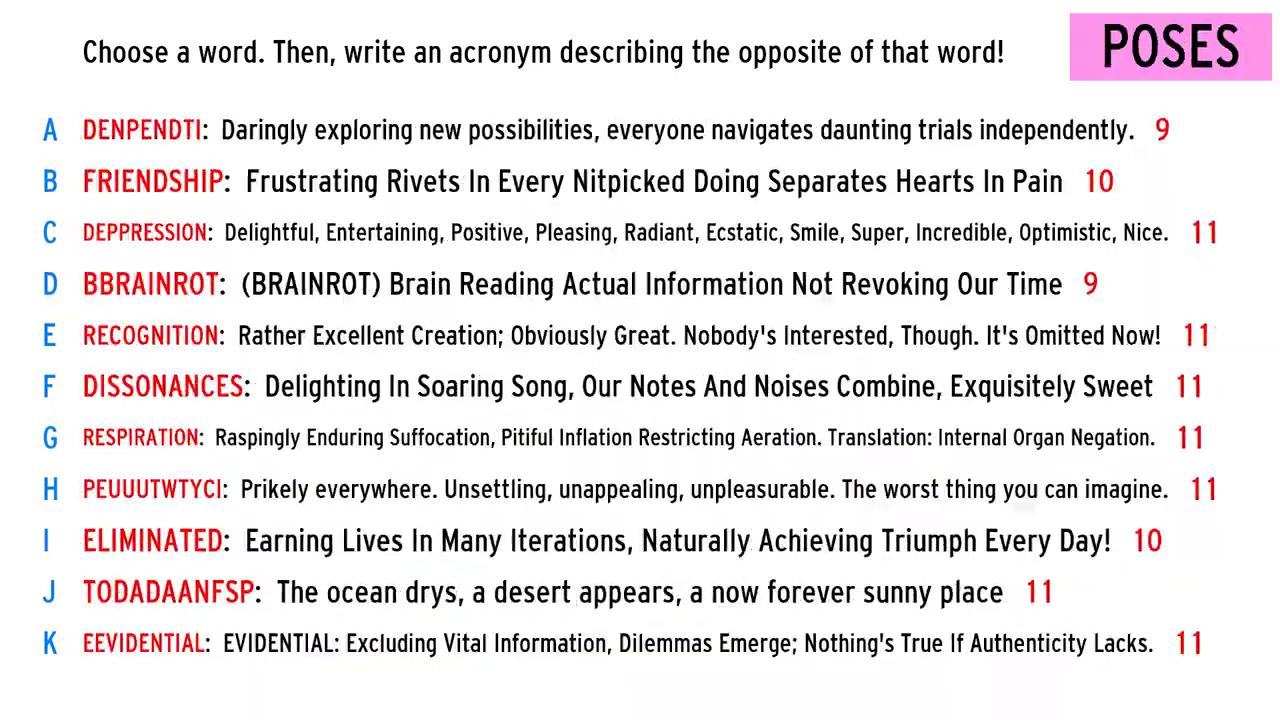 Choose a word. Then, write an acronym describing the opposite of that word!
POSES
A DENPENDTI: Daringly exploring new possibilities, everyone navigates daunting trials independently. 9
B FRIENDSHIP: Frustrating Rivets In Every Nitpicked Doing Separates Hearts In Pain 10
C DEPPRESSION: Delightful, Entertaining, Positive, Pleasing, Radiant, Ecstatic, Smile, Super, Incredible, Optimistic, Nice. 11
D BBRAINROT: (BRAINROT) Brain Reading Actual Information Not Revoking Our Time 9
E RECOGNITION: Rather Excellent Creation; Obviously Great. Nobody's Interested, Though. It's Omitted Now! 11
F DISSONANCES: Delighting In Soaring Song, Our Notes And Noises Combine, Exquisitely Sweet 11
G RESPIRATION: Raspingly Enduring Suffocation, Pitiful Inflation Restricting Aeration. Translation: Internal Organ Negation. 11
H PEUUUTWTYCI: Prikely everywhere. Unsettling, unappealing, unpleasurable. The worst thing you can imagine. 11
I ELIMINATED: Earning Lives In Many Iterations, Naturally Achieving Triumph Every Day! 10
J TODADAANFSP: The ocean drys, a desert appears, a now forever sunny place 11
K EEVIDENTIAL: EVIDENTIAL: Excluding Vital Information, Dilemmas Emerge; Nothing's True If Authenticity Lacks. 11